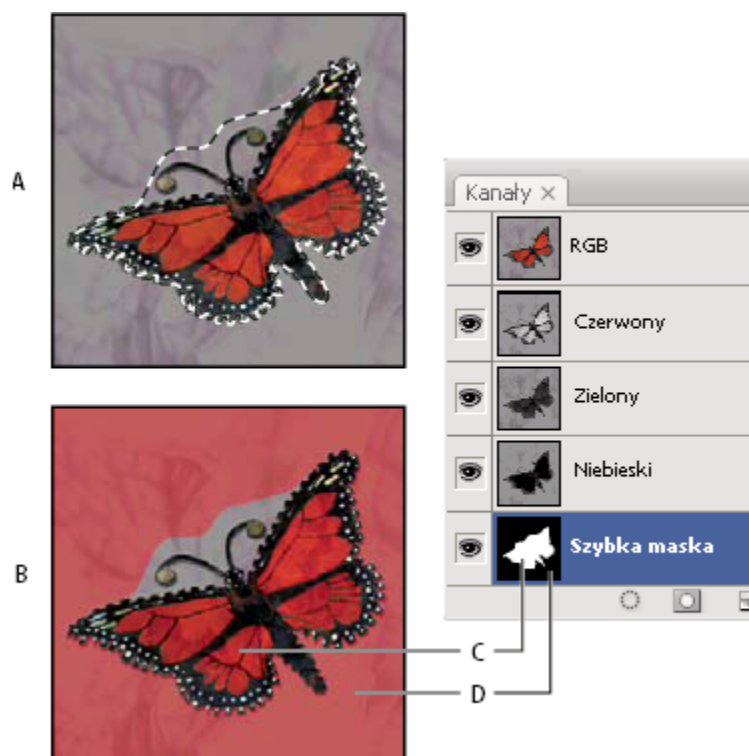 A
Kanały ×
RGB
Czerwony
Zielony
Niebieski
Szybka maska
B
C
D